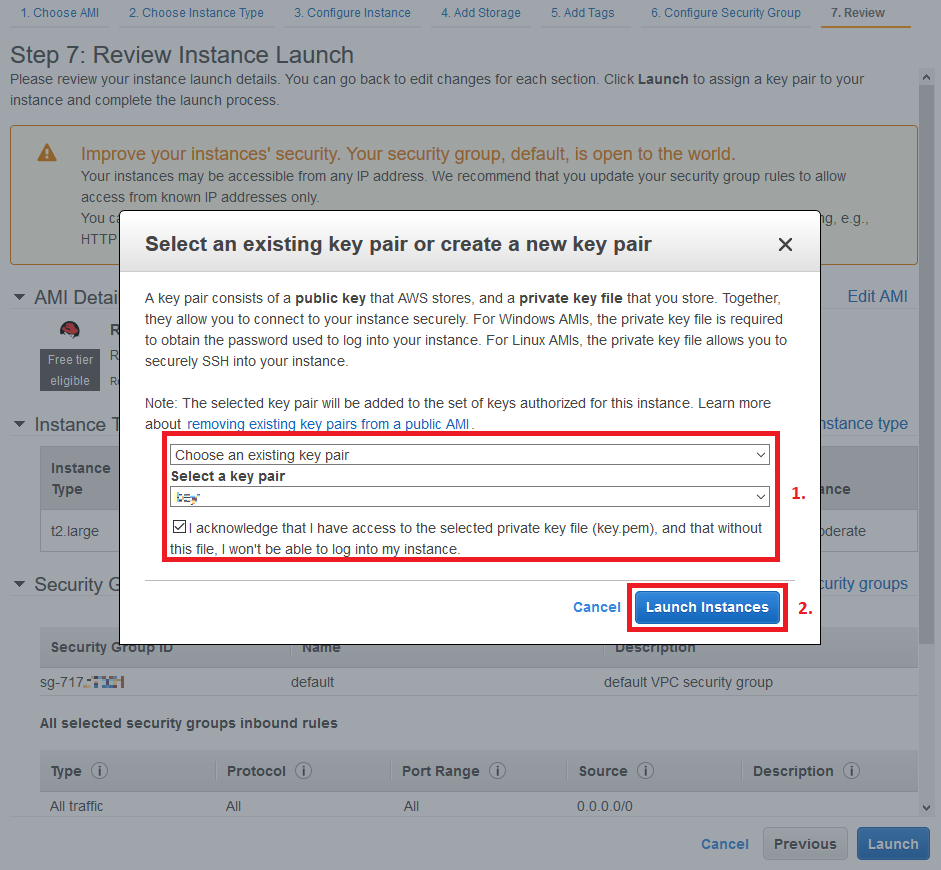 1. Choose AMI 2. Choose Instance Type 3. Configure Instance 4. Add Storage 5. Add Tags 6. Configure Security Group 7. Review
Step 7: Review Instance Launch
Please review your instance launch details. You can go back to edit changes for each section. Click Launch to assign a key pair to your
instance and complete the launch process.
Improve your instances' security. Your security group, default, is open to the world.
Your instances may be accessible from any IP address. We recommend that you update your security group rules to allow
access from known IP addresses only.
You ng, e.g.,
HTTP
Select an existing key pair or create a new key pair
A key pair consists of a public key that AWS stores, and a private key file that you store. Together,
they allow you to connect to your instance securely. For Windows AMIs, the private key file is required
to obtain the password used to log into your instance. For Linux AMIs, the private key file allows you to
securely SSH into your instance.
Note: The selected key pair will be added to the set of keys authorized for this instance. Learn more
about removing existing key pairs from a public AMI.
Choose an existing key pair
Select a key pair
key
I acknowledge that I have access to the selected private key file (key.pem), and that without
this file, I won't be able to log into my instance.
1.
Cancel Launch Instances 2.
AMI Detai Edit AMI
Free tier
eligible
Instance T nstance type
Instance
Type
ance
t2.large oderate
Security G curity groups
Security Group ID Name Description
sg-717 default default VPC security group
All selected security groups inbound rules
Type Protocol Port Range Source Description
All traffic All All 0.0.0.0/0
Cancel Previous Launch